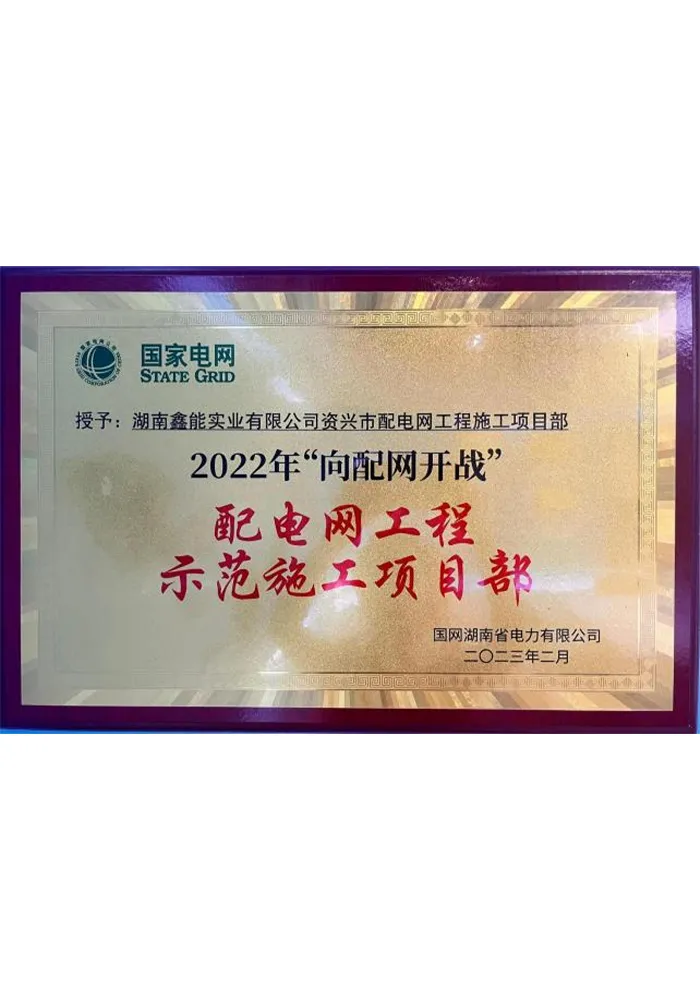 国家电网
STATE GRID
授予：湖南鑫能实业有限公司资兴市配电网工程施工项目部
2022年“向配网开战”
配电网工程
示范施工项目部
国网湖南省电力有限公司
二〇二三年二月